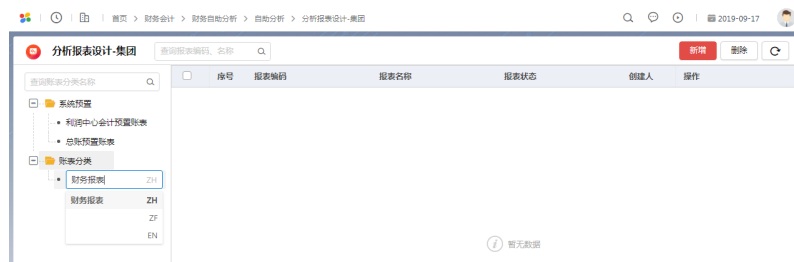 首页 > 财务会计 > 财务自助分析 > 自助分析 > 分析报表设计-集团
2019-09-17
分析报表设计-集团
查词报表编码、名称
新增
删除
查询账表分类名称
序号 报表编码 报表名称 报表状态 创建人 操作
系统预置
利润中心会计预置账表
总账预置账表
账表分类
财务报表 ZH
财务报表 ZH
ZF
EN
暂无数据